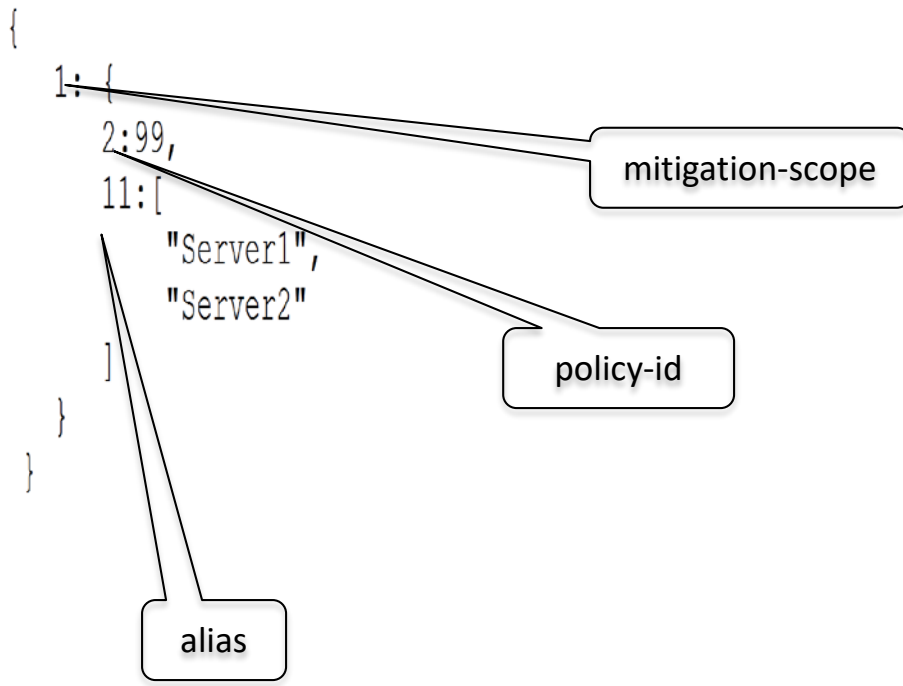 {
1: {
2:99,
11:[
"Server1",
"Server2"
]
}
}
mitigation-scope
policy-id
alias